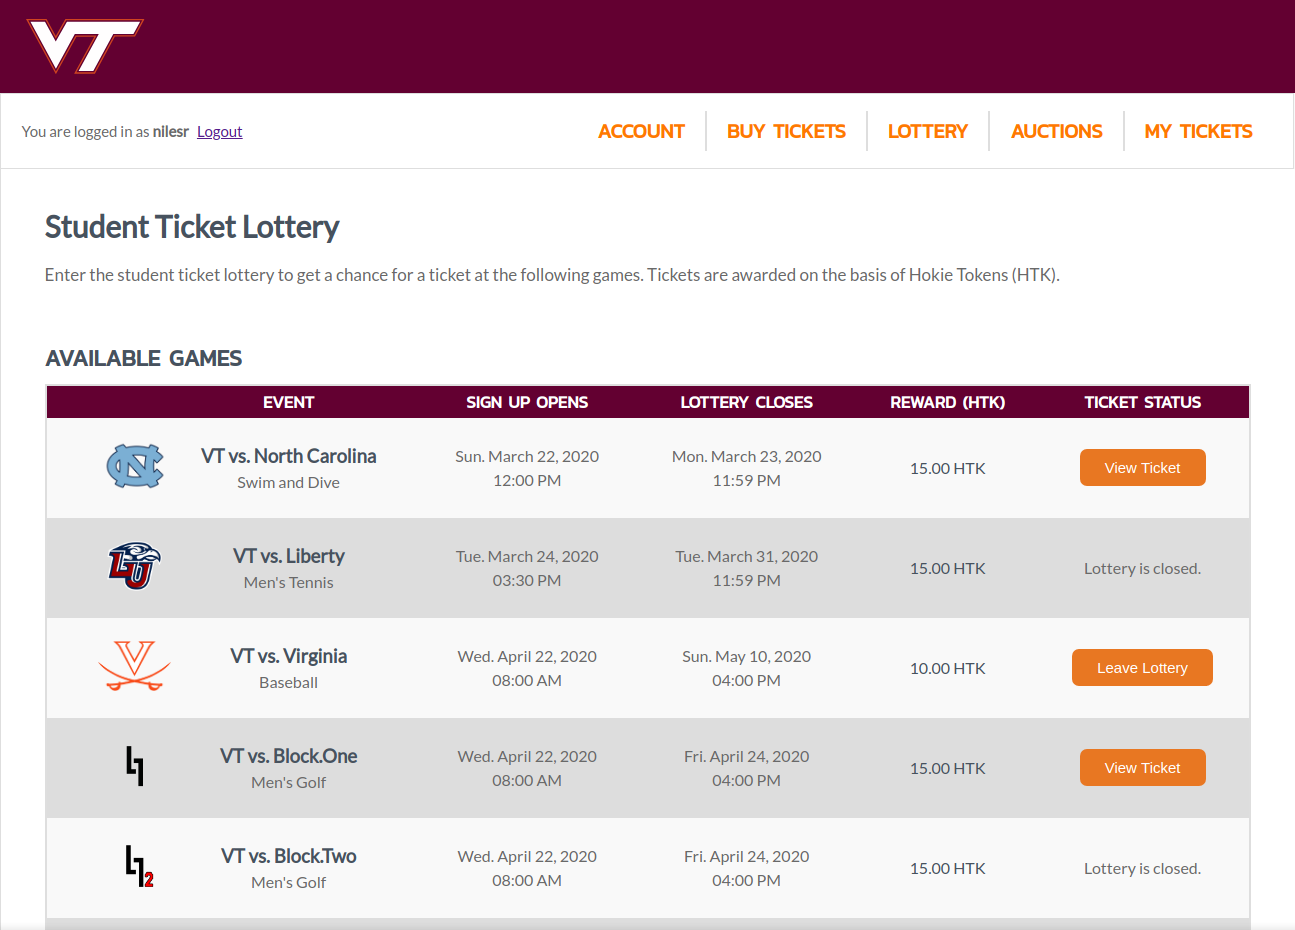 VT
You are logged in as nilesr Logout
ACCOUNT BUY TICKETS LOTTERY AUCTIONS MY TICKETS
Student Ticket Lottery
Enter the student ticket lottery to get a chance for a ticket at the following games. Tickets are awarded on the basis of Hokie Tokens (HTK).
AVAILABLE GAMES
EVENT SIGN UP OPENS LOTTERY CLOSES REWARD (HTK) TICKET STATUS
NC
VT vs. North Carolina
Swim and Dive
Sun. March 22, 2020
12:00 PM
Mon. March 23, 2020
11:59 PM
15.00 HTK
View Ticket
LU
VT vs. Liberty
Men's Tennis
Tue. March 24, 2020
03:30 PM
Tue. March 31, 2020
11:59 PM
15.00 HTK
Lottery is closed.
V
VT vs. Virginia
Baseball
Wed. April 22, 2020
08:00 AM
Sun. May 10, 2020
04:00 PM
10.00 HTK
Leave Lottery
VT vs. Block.One
Men's Golf
Wed. April 22, 2020
08:00 AM
Fri. April 24, 2020
04:00 PM
15.00 HTK
View Ticket
2
VT vs. Block.Two
Men's Golf
Wed. April 22, 2020
08:00 AM
Fri. April 24, 2020
04:00 PM
15.00 HTK
Lottery is closed.